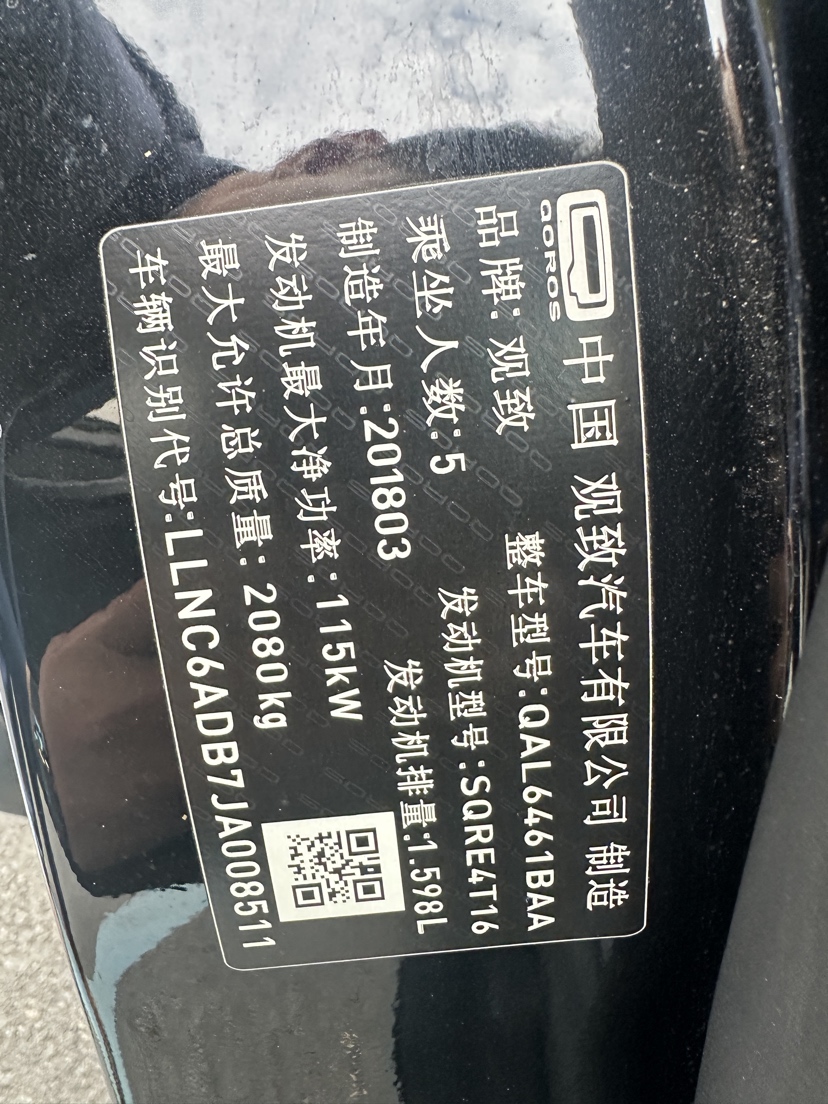 QOROS
中国 观致汽车有限公司 制造
品牌:观致 整车型号:QAL6461BAA
乘坐人数:5 发动机型号:SQRE4T16
制造年月:201803 发动机排量:1.598L
发动机最大净功率:115kW
最大允许总质量:2080kg
车辆识别代号:LLNC6ADB7JA008511